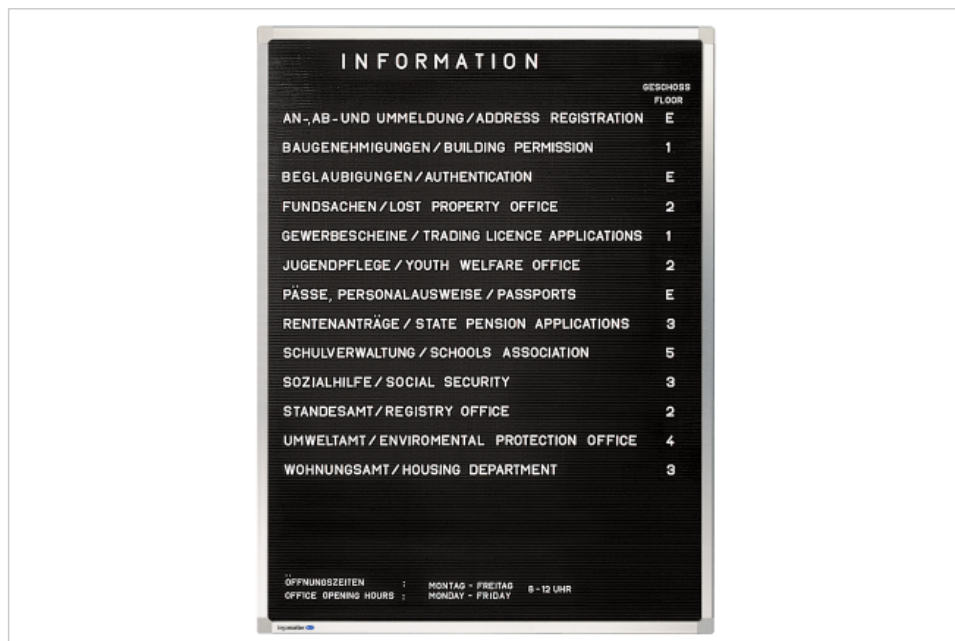 INFORMATION
GESCHOSS
FLOOR
AN-,AB-UND UMMELDUNG/ADDRESS REGISTRATION E
BAUGENEHMIGUNGEN/BUILDING PERMISSION 1
BEGLAUBIGUNGEN/AUTHENTICATION E
FUNDSACHEN/LOST PROPERTY OFFICE 2
GEWERBESCHEINE/TRADING LICENCE APPLICATIONS 1
JUGENDPFLEGE/YOUTH WELFARE OFFICE 2
PÄSSE, PERSONALAUSWEISE/PASSPORTS E
RENTENANTRÄGE/STATE PENSION APPLICATIONS 3
SCHULVERWALTUNG/SCHOOLS ASSOCIATION 5
SOZIALHILFE/SOCIAL SECURITY 3
STANDESAMT/REGISTRY OFFICE 2
UMWELTAMT/ENVIROMENTAL PROTECTION OFFICE 4
WOHNUNGSAMT/HOUSING DEPARTMENT 3
ÖFFNUNGSZEITEN : MONTAG - FREITAG
OFFICE OPENING HOURS : MONDAY - FRIDAY
-12 UHR